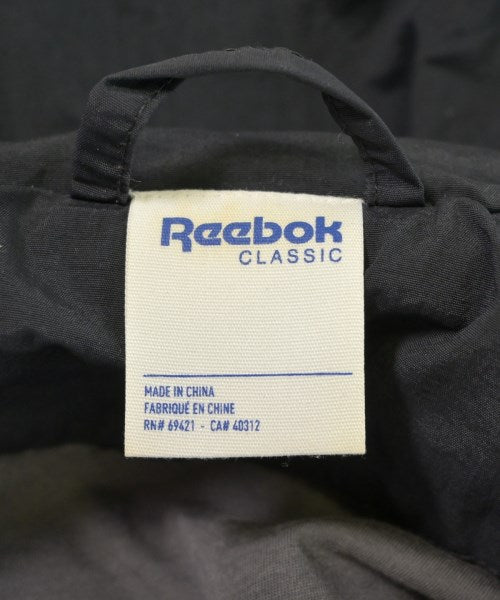 Reebok
CLASSIC
MADE IN CHINA
FABRIQUÉ EN CHINE
RN# 69421 - CA# 40312